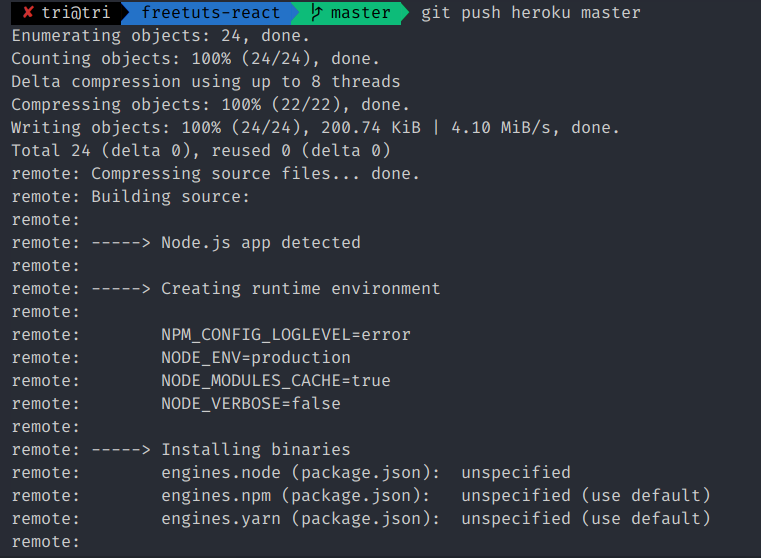 ✘ tri@tri freetuts-react master git push heroku master
Enumerating objects: 24, done.
Counting objects: 100% (24/24), done.
Delta compression using up to 8 threads
Compressing objects: 100% (22/22), done.
Writing objects: 100% (24/24), 200.74 KiB | 4.10 MiB/s, done.
Total 24 (delta 0), reused 0 (delta 0)
remote: Compressing source files... done.
remote: Building source:
remote:
remote: -----> Node.js app detected
remote:
remote: -----> Creating runtime environment
remote:
remote:        NPM_CONFIG_LOGLEVEL=error
remote:        NODE_ENV=production
remote:        NODE_MODULES_CACHE=true
remote:        NODE_VERBOSE=false
remote:
remote: -----> Installing binaries
remote:        engines.node (package.json):  unspecified
remote:        engines.npm (package.json):   unspecified (use default)
remote:        engines.yarn (package.json):  unspecified (use default)
remote: